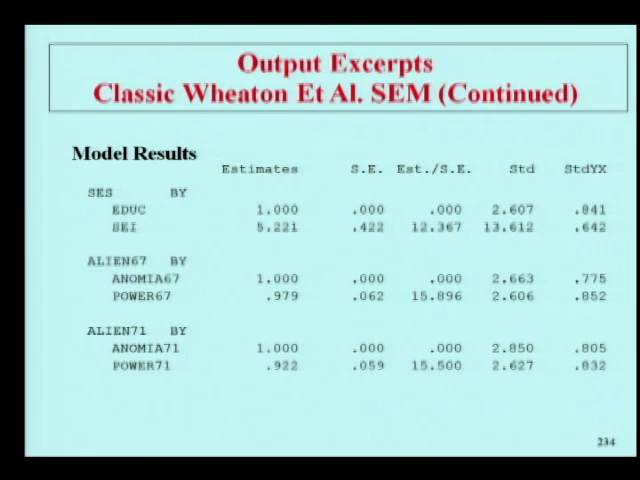 Output Excerpts
Classic Wheaton Et Al. SEM (Continued)
Model Results
Estimates S.E. Est./S.E. Std StdYX
SES BY
EDUC 1.000 .000 .000 2.607 .841
SEI 5.221 .422 12.367 13.612 .642
ALIEN67 BY
ANOMIA67 1.000 .000 .000 2.663 .775
POWER67 .979 .062 15.896 2.606 .852
ALIEN71 BY
ANOMIA71 1.000 .000 .000 2.850 .805
POWER71 .922 .059 15.500 2.627 .832
234